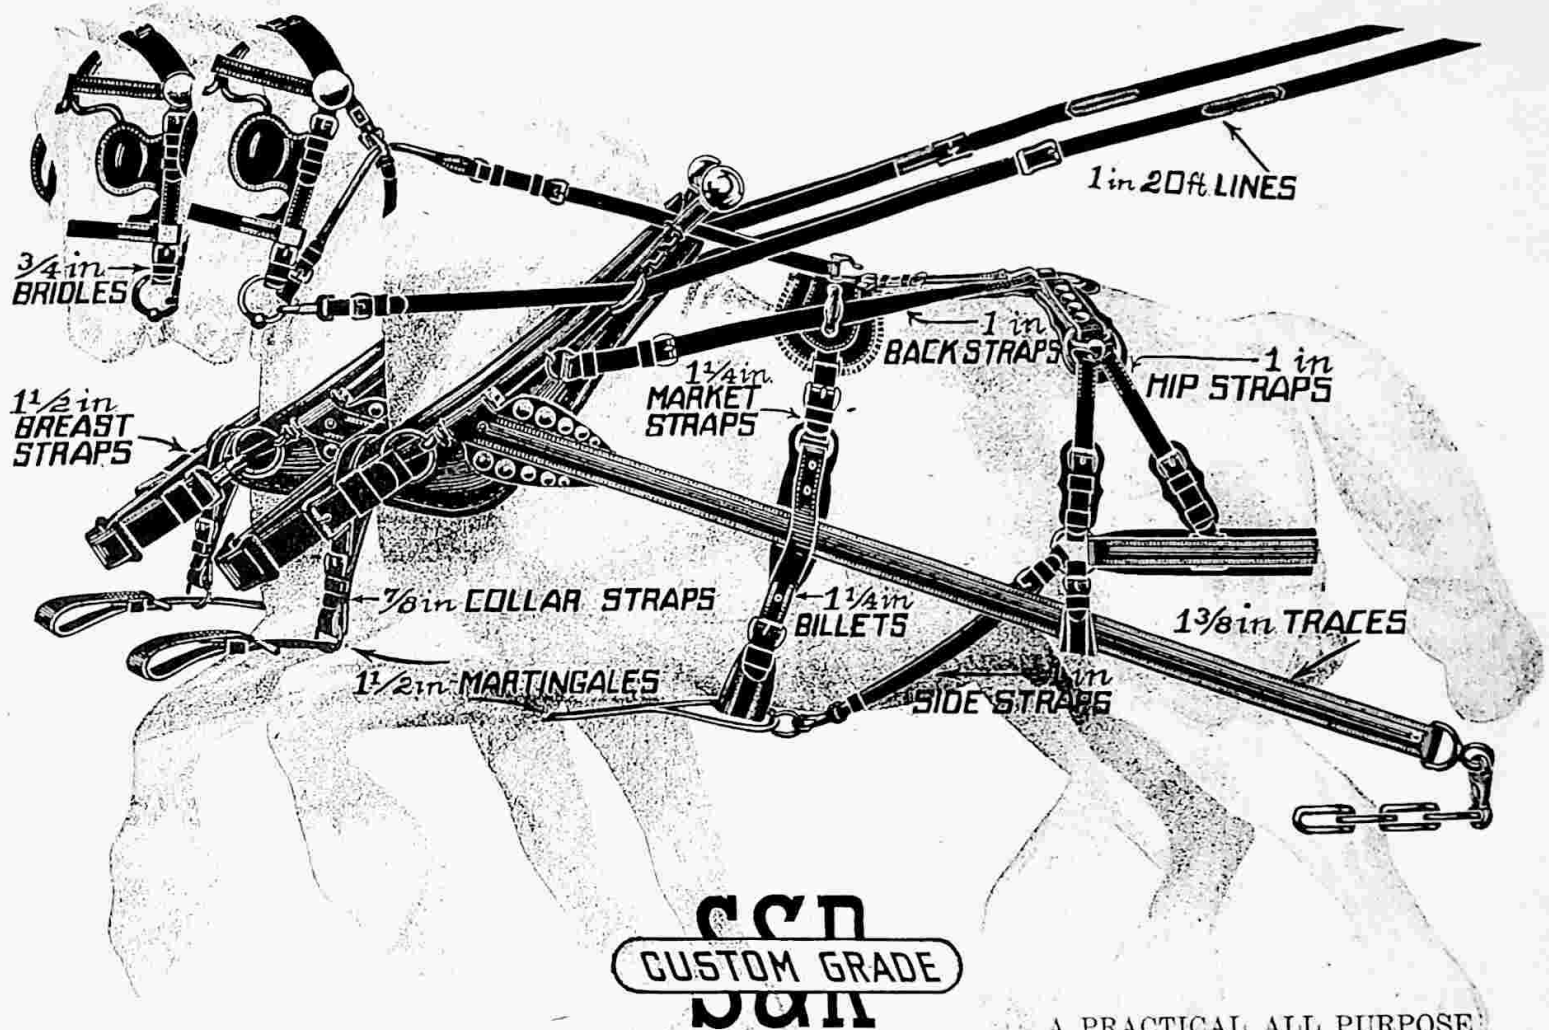 1 in 20ft. LINES
3/4 in
BRIDLES
1 in
BACK STRAPS
1 in
HIP STRAPS
1 1/4 in.
MARKET
STRAPS
1 1/2 in
BREAST
STRAPS
7/8 in COLLAR STRAPS
1 1/4 in
BILLETS
1 3/8 in TRACES
1 1/2 in MARTINGALES
1 in
SIDE STRAPS
S&R
CUSTOM GRADE
A PRACTICAL ALL PURPOSE